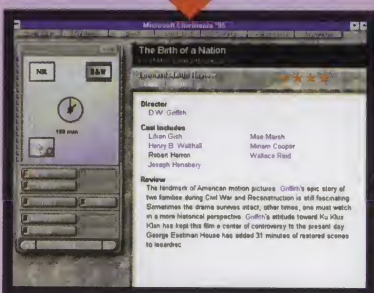 Microsoft Cinemania '95
The Birth of a Nation
Leonard Maltin Review
NR
B&W
159 min
Director
D.W. Griffith
Cast Includes
Lillian Gish
Mae Marsh
Henry B. Walthall
Miriam Cooper
Robert Harron
Wallace Reid
Joseph Henabery
Review
The landmark of American motion pictures. Griffith's epic story of
two families during Civil War and Reconstruction is still fascinating.
Sometimes the drama survives intact; other times, one must watch
in a more historical perspective. Griffith's attitude toward Ku Klux
Klan has kept this film a center of controversy to the present day.
George Eastman House has added 31 minutes of restored scenes
to laserdisc.